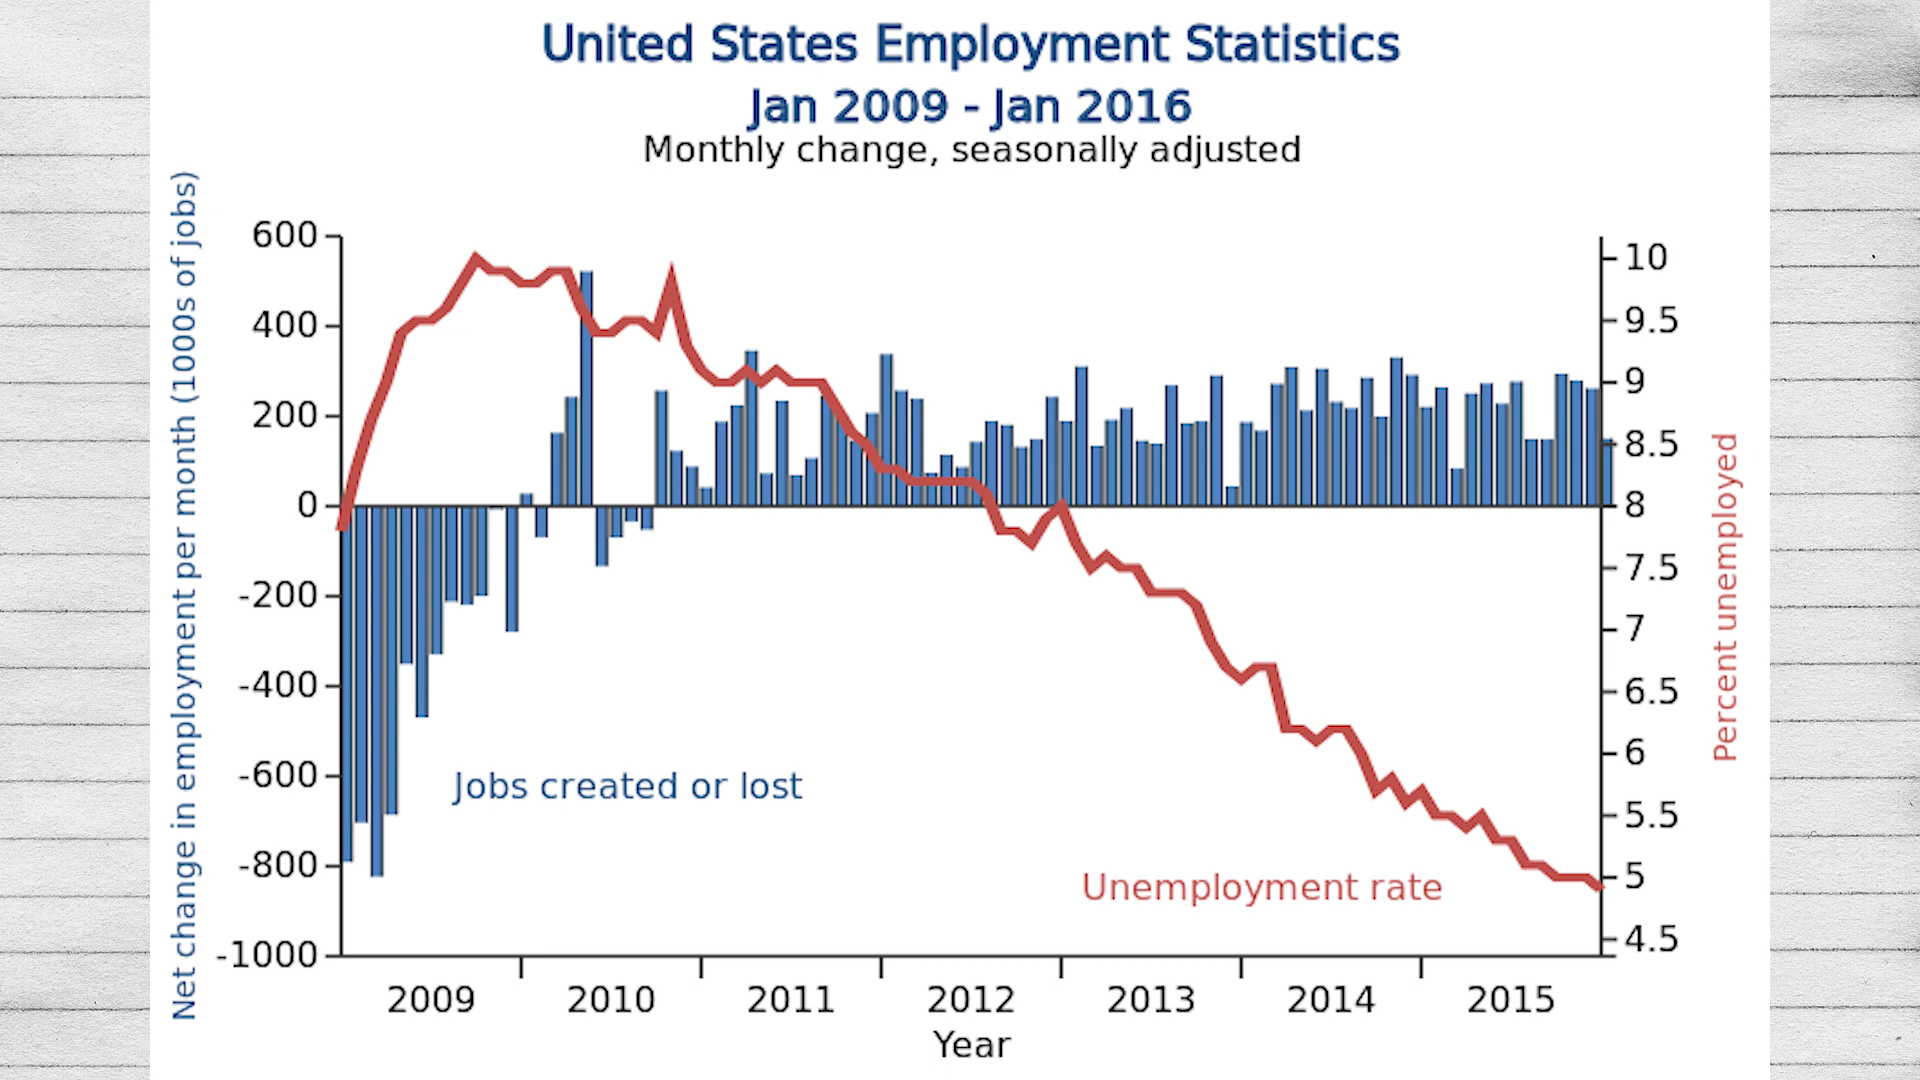 United States Employment Statistics
Jan 2009 - Jan 2016
Monthly change, seasonally adjusted
Net change in employment per month (1000s of jobs)
600
400
200
0
-200
-400
-600
-800
-1000
10
9.5
9
8.5
8
7.5
7
6.5
6
5.5
5
4.5
Percent unemployed
Jobs created or lost
Unemployment rate
2009 2010 2011 2012 2013 2014 2015
Year